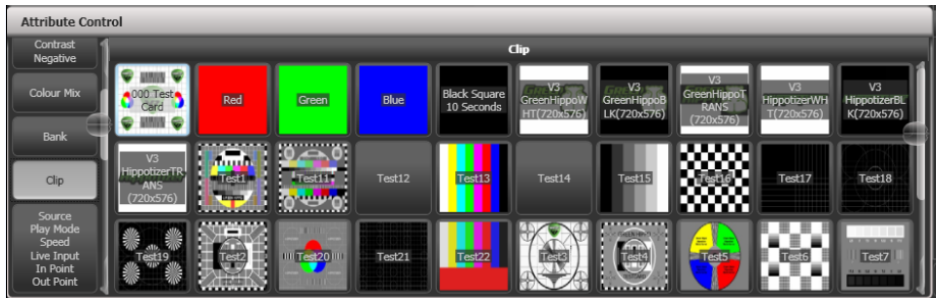 Attribute Control
Contrast
Negative
Colour Mix
Bank
Clip
Source
Play Mode
Speed
Live Input
In Point
Out Point
Clip
000 Test
Card
Red
Green
Blue
Black Square
10 Seconds
V3
GreenHippoW
HT(720x576)
V3
GreenHippoB
LK(720x576)
V3
GreenHippoT
RANS
(720x576)
V3
HippotizerWH
T(720x576)
V3
HippotizerBL
K(720x576)
V3
HippotizerTR
ANS
(720x576)
Test1
Test11
Test12
Test13
Test14
Test15
Test16
Test17
Test18
Test19
Test2
Test20
Test21
Test22
Test3
Test4
Test5
Test6
Test7